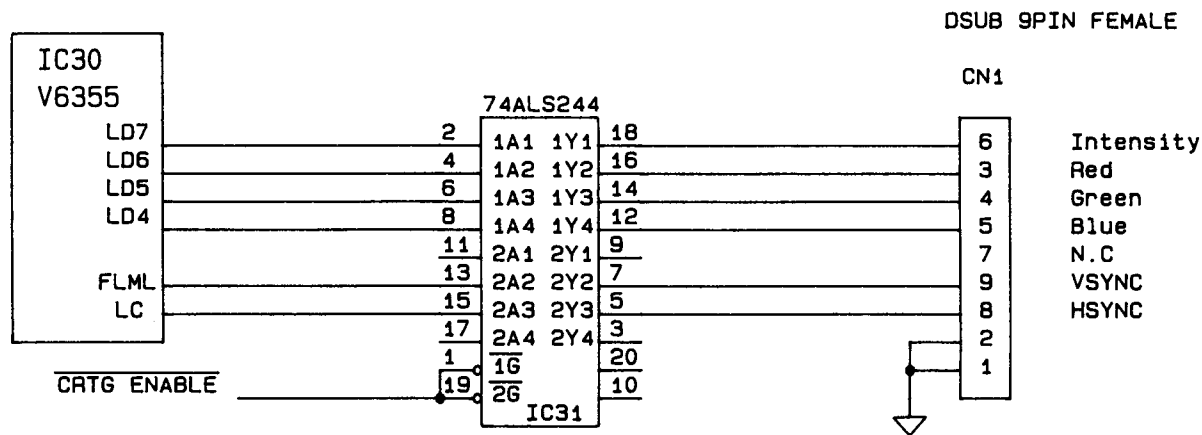 DSUB 9PIN FEMALE
CN1
IC30
V6355
74ALS244
LD7 2 1A1 1Y1 18 6 Intensity
LD6 4 1A2 1Y2 16 3 Red
LD5 6 1A3 1Y3 14 4 Green
LD4 8 1A4 1Y4 12 5 Blue
11 2A1 2Y1 9 7 N.C
FLML 13 2A2 2Y2 7 9 VSYNC
LC 15 2A3 2Y3 5 8 HSYNC
17 2A4 2Y4 3 2
1 1G 20 1
CRTG ENABLE 19 2G 10
IC31